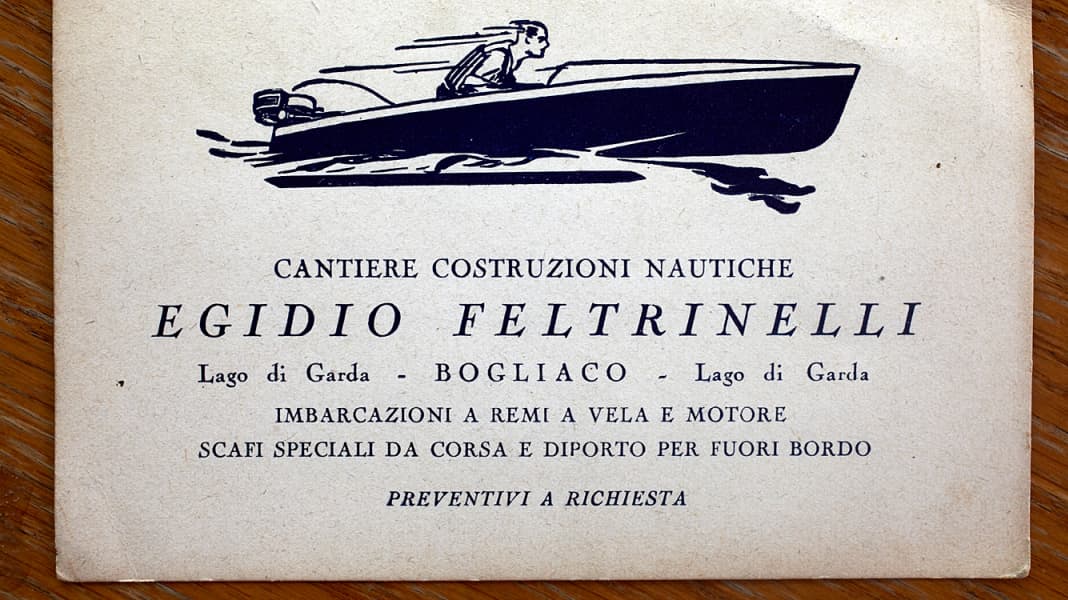 CANTIERE COSTRUZIONI NAUTICHE
EGIDIO FELTRINELLI
Lago di Garda - BOGLIACO - Lago di Garda
IMBARCAZIONI A REMI A VELA E MOTORE
SCAFI SPECIALI DA CORSA E DIPORTO PER FUORI BORDO
PREVENTIVI A RICHIESTA